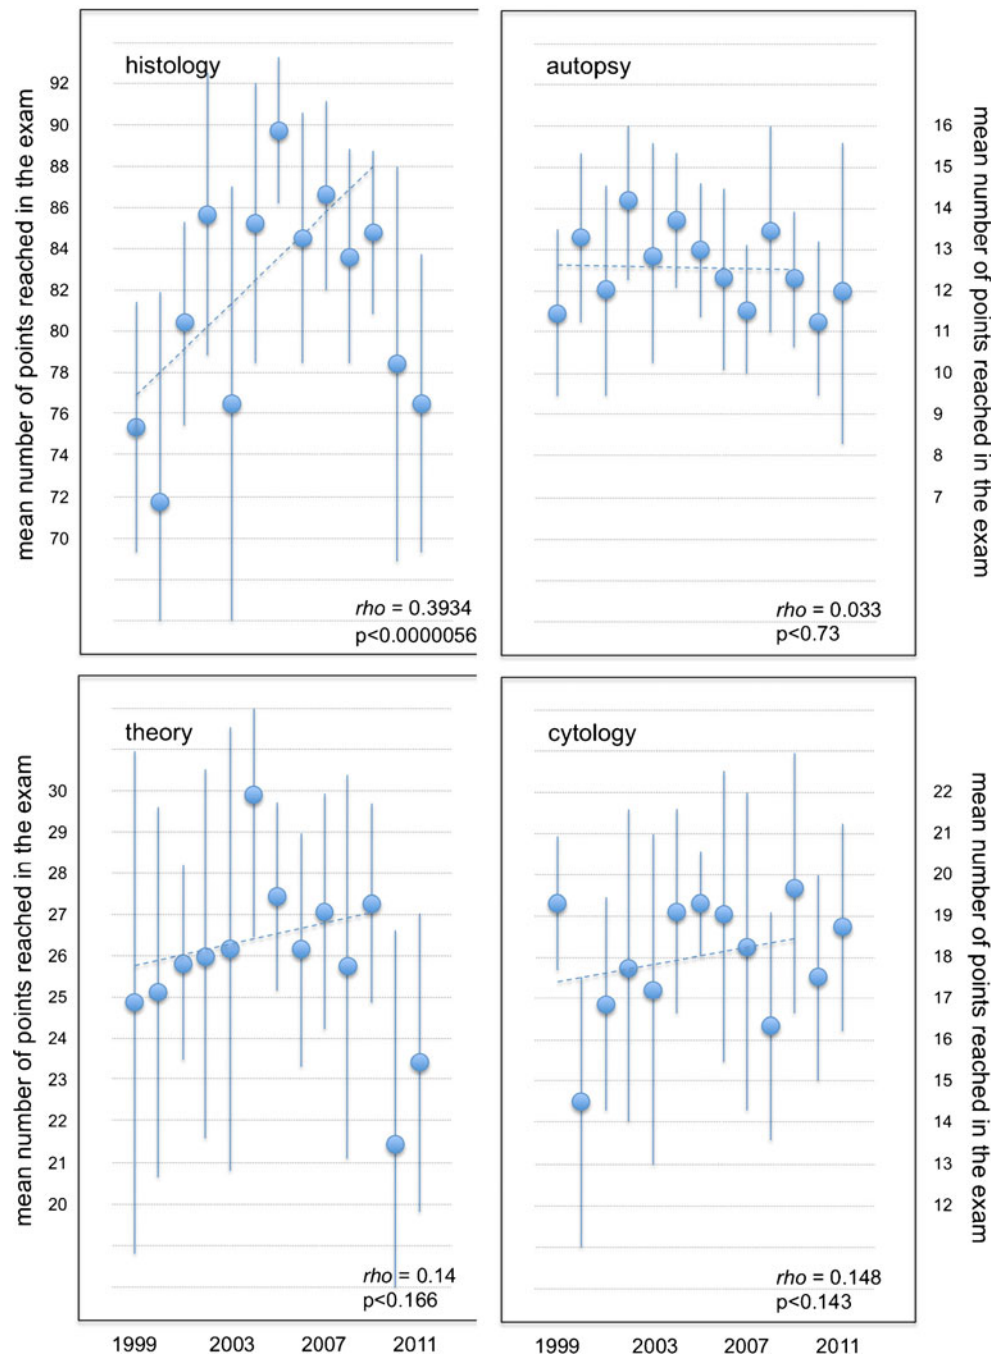 histology
mean number of points reached in the exam
92
90
88
86
84
82
80
78
76
74
72
70
rho = 0.3934
p<0.0000056
autopsy
mean number of points reached in the exam
16
15
14
13
12
11
10
9
8
7
rho = 0.033
p<0.73
theory
mean number of points reached in the exam
30
29
28
27
26
25
24
23
22
21
20
rho = 0.14
p<0.166
1999 2003 2007 2011
cytology
mean number of points reached in the exam
22
21
20
19
18
17
16
15
14
13
12
rho = 0.148
p<0.143
1999 2003 2007 2011